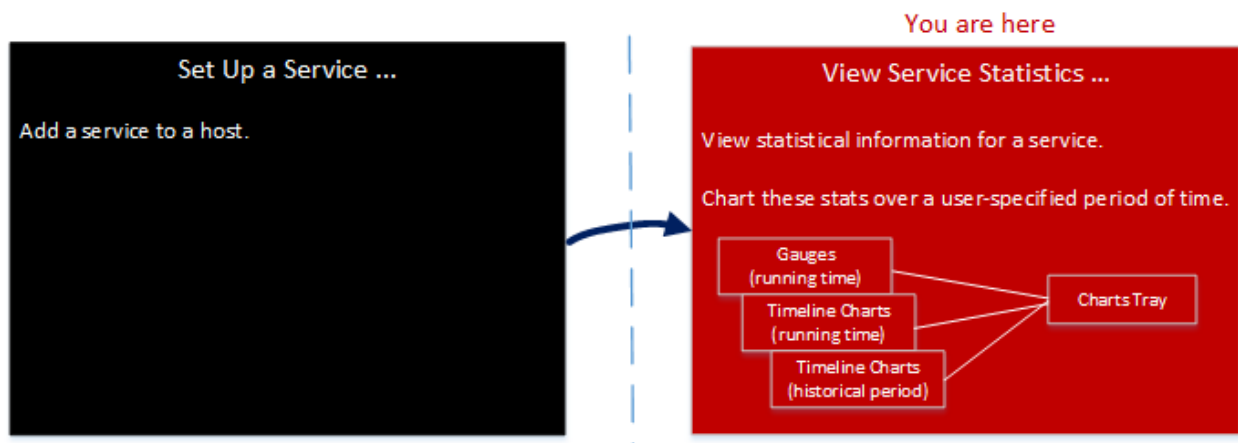 You are here
Set Up a Service ...
Add a service to a host.
View Service Statistics ...
View statistical information for a service.
Chart these stats over a user-specified period of time.
Gauges
(running time)
Timeline Charts
(running time)
Timeline Charts
(historical period)
Charts Tray